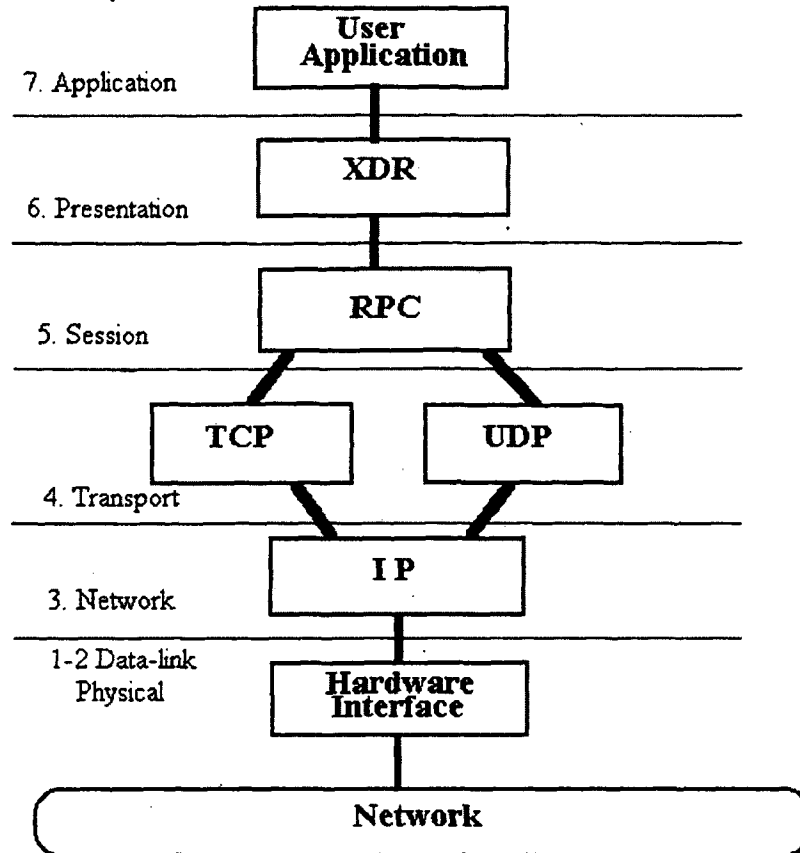 User
Application
7. Application
XDR
6. Presentation
RPC
5. Session
TCP
UDP
4. Transport
I P
3. Network
1-2 Data-link
Physical
Hardware
Interface
Network